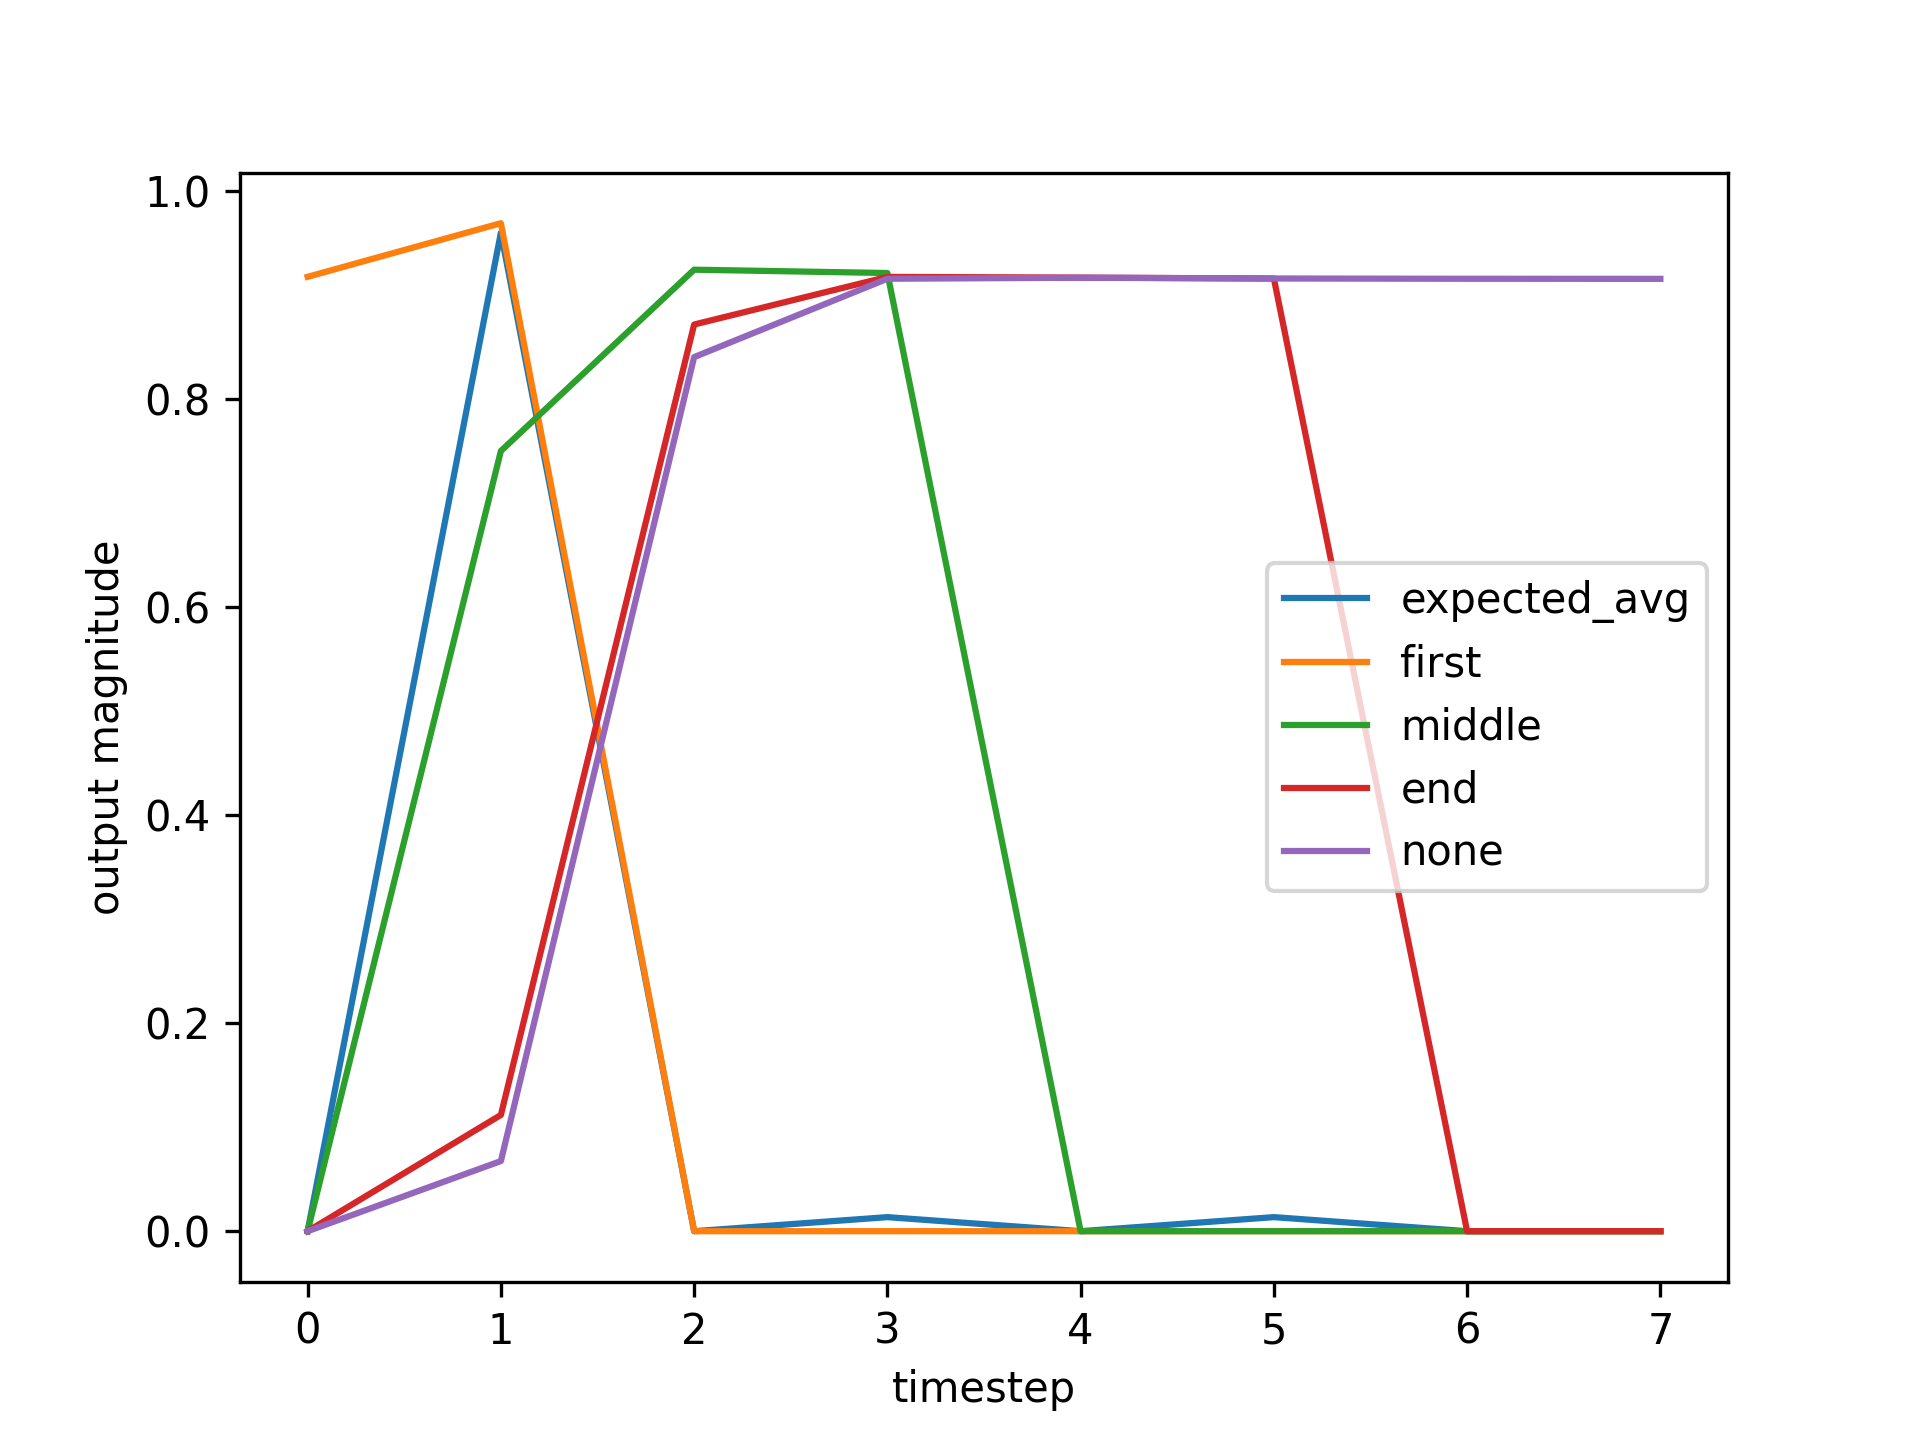 1.0
0.8
0.6
0.4
0.2
0.0
output magnitude
expected_avg
first
middle
end
none
0 1 2 3 4 5 6 7
timestep